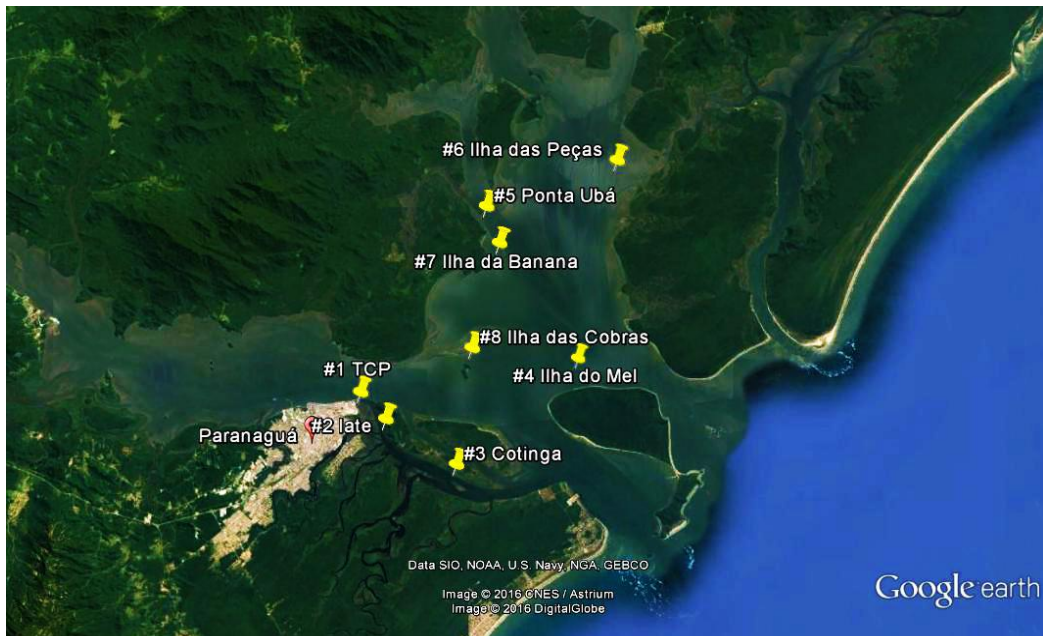 #6 Ilha das Peças
#5 Ponta Ubá
#7 Ilha da Banana
#8 Ilha das Cobras
#1 TCP
#4 Ilha do Mel
Paranaguá
#2 Iate
#3 Cotinga
Data SIO, NOAA, U.S. Navy, NGA, GEBCO
Image © 2016 CNES / Astrium
Image © 2016 DigitalGlobe
Google earth